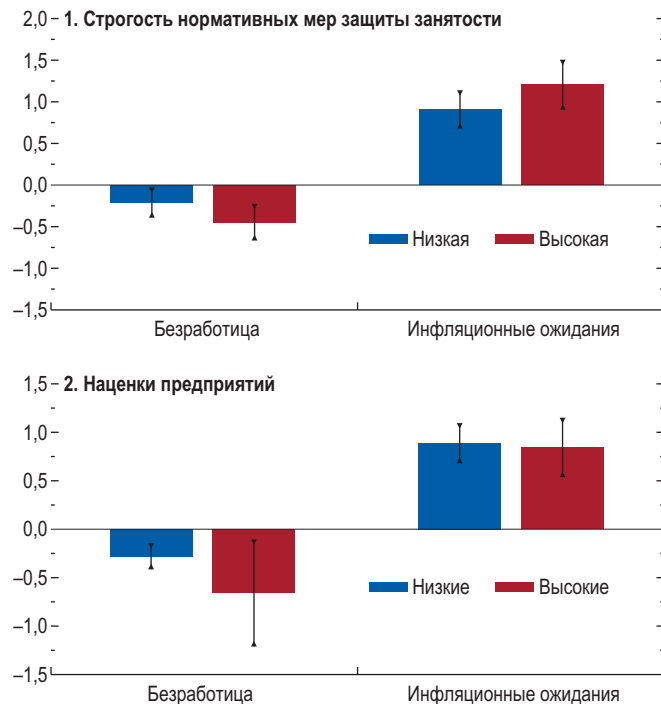 1. Строгость нормативных мер защиты занятости
2,0
1,5
1,0
0,5
0,0
–0,5
–1,0
–1,5
Низкая Высокая
Безработица Инфляционные ожидания
2. Наценки предприятий
1,5
1,0
0,5
0,0
–0,5
–1,0
–1,5
Низкие Высокие
Безработица Инфляционные ожидания